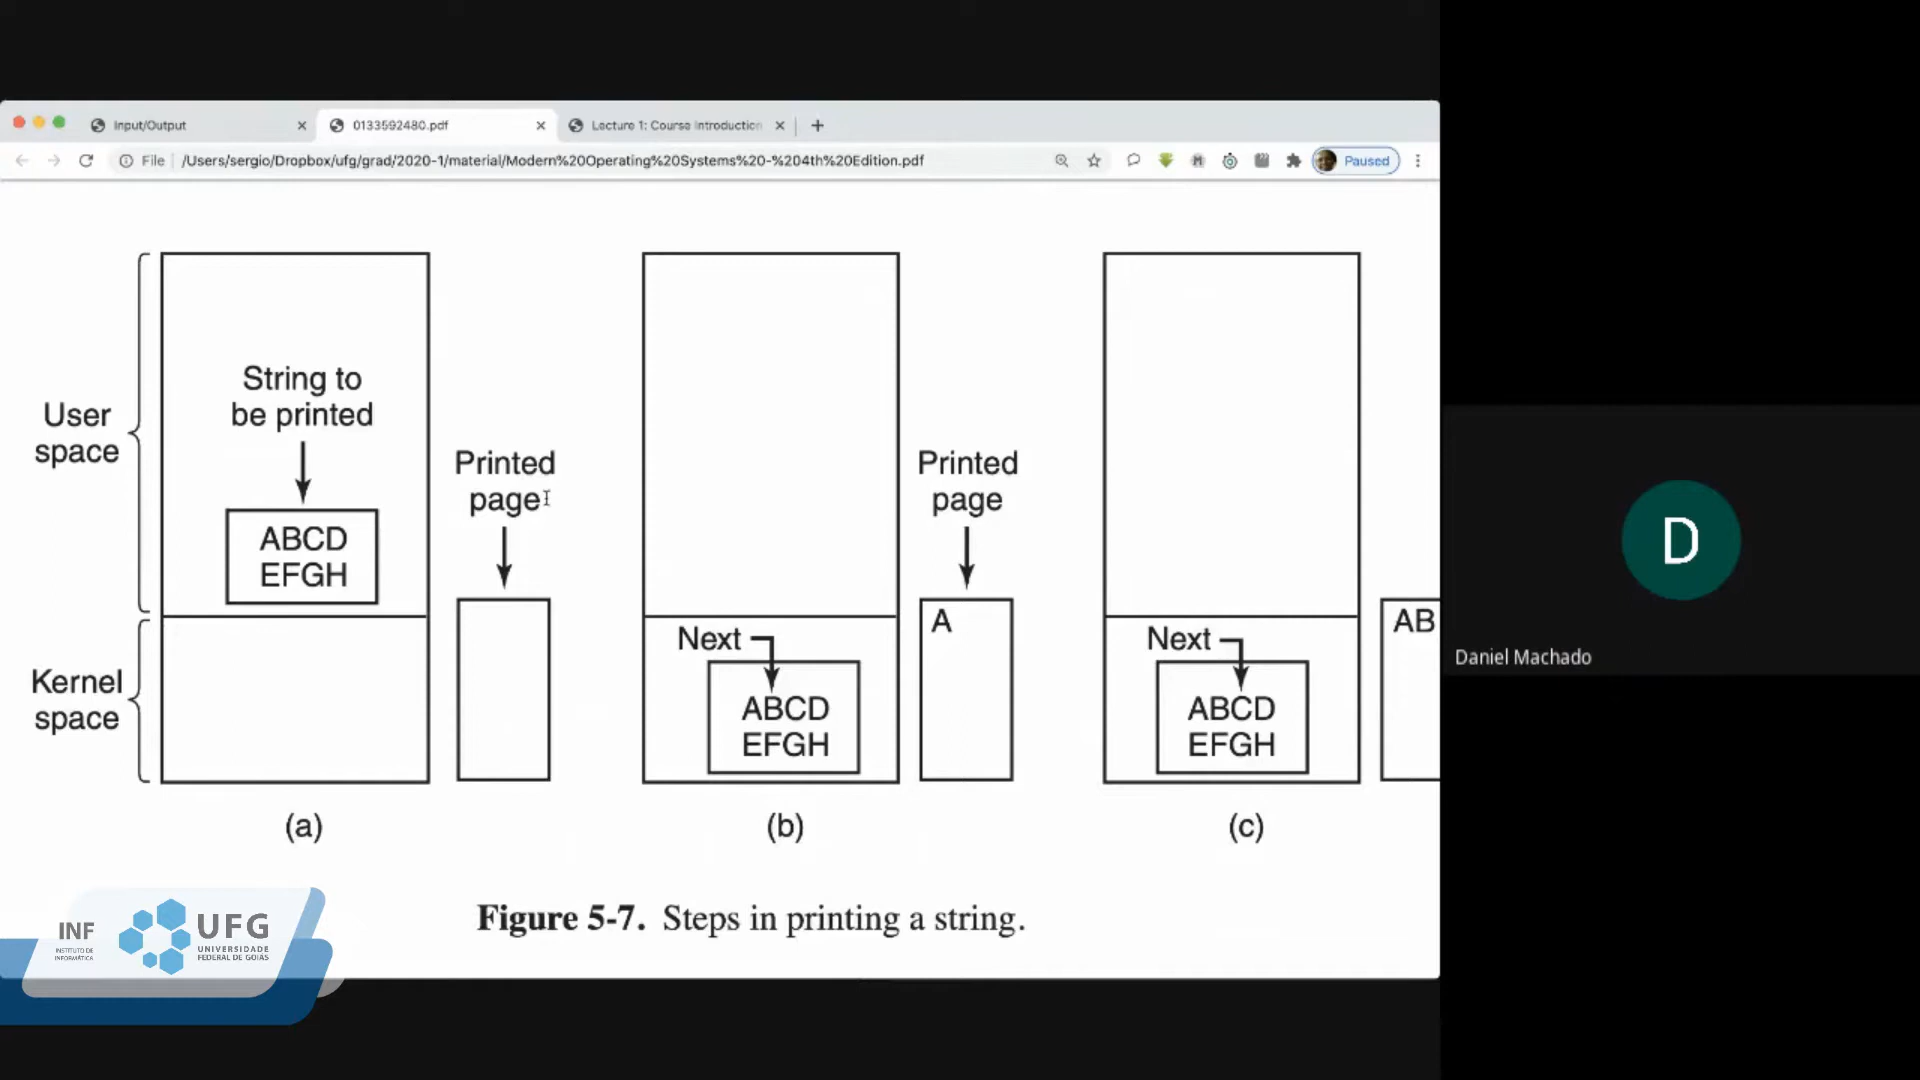 Input/Output
0133592480.pdf
Lecture 1: Course Introduction
File
/Users/sergio/Dropbox/ufg/grad/2020-1/material/Modern%20Operating%20Systems%20-%204th%20Edition.pdf
Paused
User
space
Kernel
space
String to
be printed
ABCD
EFGH
Printed
page
(a)
Next
ABCD
EFGH
Printed
page
A
(b)
Next
ABCD
EFGH
AB
(c)
Figure 5-7. Steps in printing a string.
INF
INSTITUTO DE
INFORMÁTICA
UFG
UNIVERSIDADE
FEDERAL DE GOIÁS
D
Daniel Machado